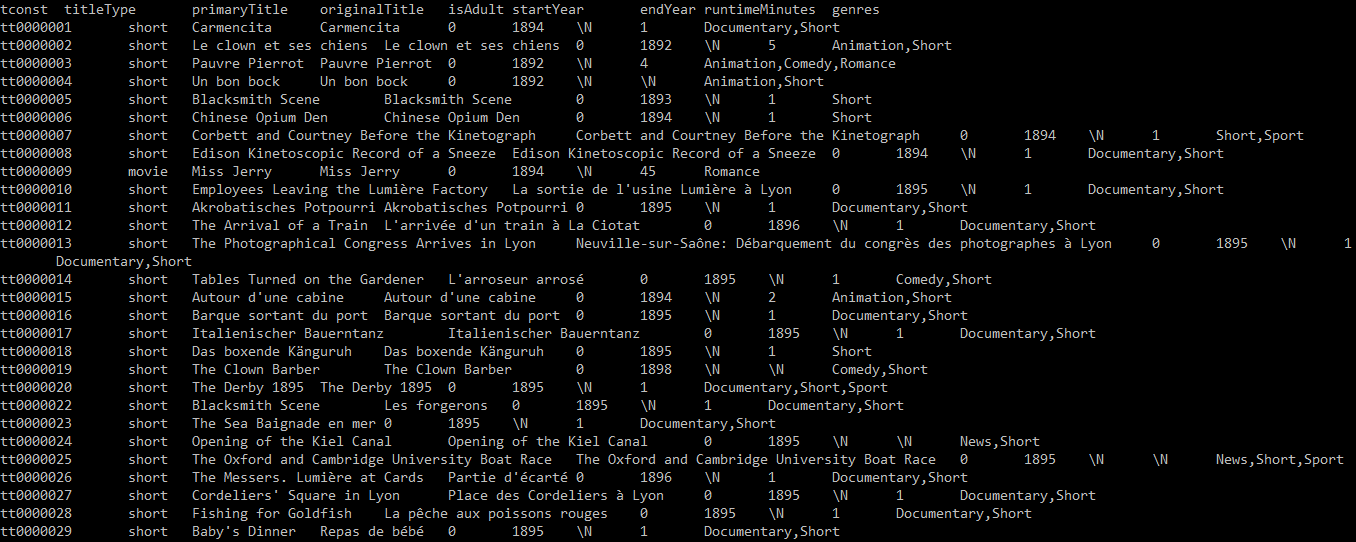 tconst titleType primaryTitle originalTitle isAdult startYear endYear runtimeMinutes genres
tt0000001 short Carmencita Carmencita 0 1894 \N 1 Documentary,Short
tt0000002 short Le clown et ses chiens Le clown et ses chiens 0 1892 \N 5 Animation,Short
tt0000003 short Pauvre Pierrot Pauvre Pierrot 0 1892 \N 4 Animation,Comedy,Romance
tt0000004 short Un bon bock Un bon bock 0 1892 \N \N Animation,Short
tt0000005 short Blacksmith Scene Blacksmith Scene 0 1893 \N 1 Short
tt0000006 short Chinese Opium Den Chinese Opium Den 0 1894 \N 1 Short
tt0000007 short Corbett and Courtney Before the Kinetograph Corbett and Courtney Before the Kinetograph 0 1894 \N 1 Short,Sport
tt0000008 short Edison Kinetoscopic Record of a Sneeze Edison Kinetoscopic Record of a Sneeze 0 1894 \N 1 Documentary,Short
tt0000009 movie Miss Jerry Miss Jerry 0 1894 \N 45 Romance
tt0000010 short Employees Leaving the Lumière Factory La sortie de l'usine Lumière à Lyon 0 1895 \N 1 Documentary,Short
tt0000011 short Akrobatisches Potpourri Akrobatisches Potpourri 0 1895 \N 1 Documentary,Short
tt0000012 short The Arrival of a Train L'arrivée d'un train à La Ciotat 0 1896 \N 1 Documentary,Short
tt0000013 short The Photographical Congress Arrives in Lyon Neuville-sur-Saône: Débarquement du congrès des photographes à Lyon 0 1895 \N 1
Documentary,Short
tt0000014 short Tables Turned on the Gardener L'arroseur arrosé 0 1895 \N 1 Comedy,Short
tt0000015 short Autour d'une cabine Autour d'une cabine 0 1894 \N 2 Animation,Short
tt0000016 short Barque sortant du port Barque sortant du port 0 1895 \N 1 Documentary,Short
tt0000017 short Italienischer Bauerntanz Italienischer Bauerntanz 0 1895 \N 1 Documentary,Short
tt0000018 short Das boxende Känguruh Das boxende Känguruh 0 1895 \N 1 Short
tt0000019 short The Clown Barber The Clown Barber 0 1898 \N \N Comedy,Short
tt0000020 short The Derby 1895 The Derby 1895 0 1895 \N 1 Documentary,Short,Sport
tt0000022 short Blacksmith Scene Les forgerons 0 1895 \N 1 Documentary,Short
tt0000023 short The Sea Baignade en mer 0 1895 \N 1 Documentary,Short
tt0000024 short Opening of the Kiel Canal Opening of the Kiel Canal 0 1895 \N \N News,Short
tt0000025 short The Oxford and Cambridge University Boat Race The Oxford and Cambridge University Boat Race 0 1895 \N \N News,Short,Sport
tt0000026 short The Messers. Lumière at Cards Partie d'écarté 0 1896 \N 1 Documentary,Short
tt0000027 short Cordeliers' Square in Lyon Place des Cordeliers à Lyon 0 1895 \N 1 Documentary,Short
tt0000028 short Fishing for Goldfish La pêche aux poissons rouges 0 1895 \N 1 Documentary,Short
tt0000029 short Baby's Dinner Repas de bébé 0 1895 \N 1 Documentary,Short